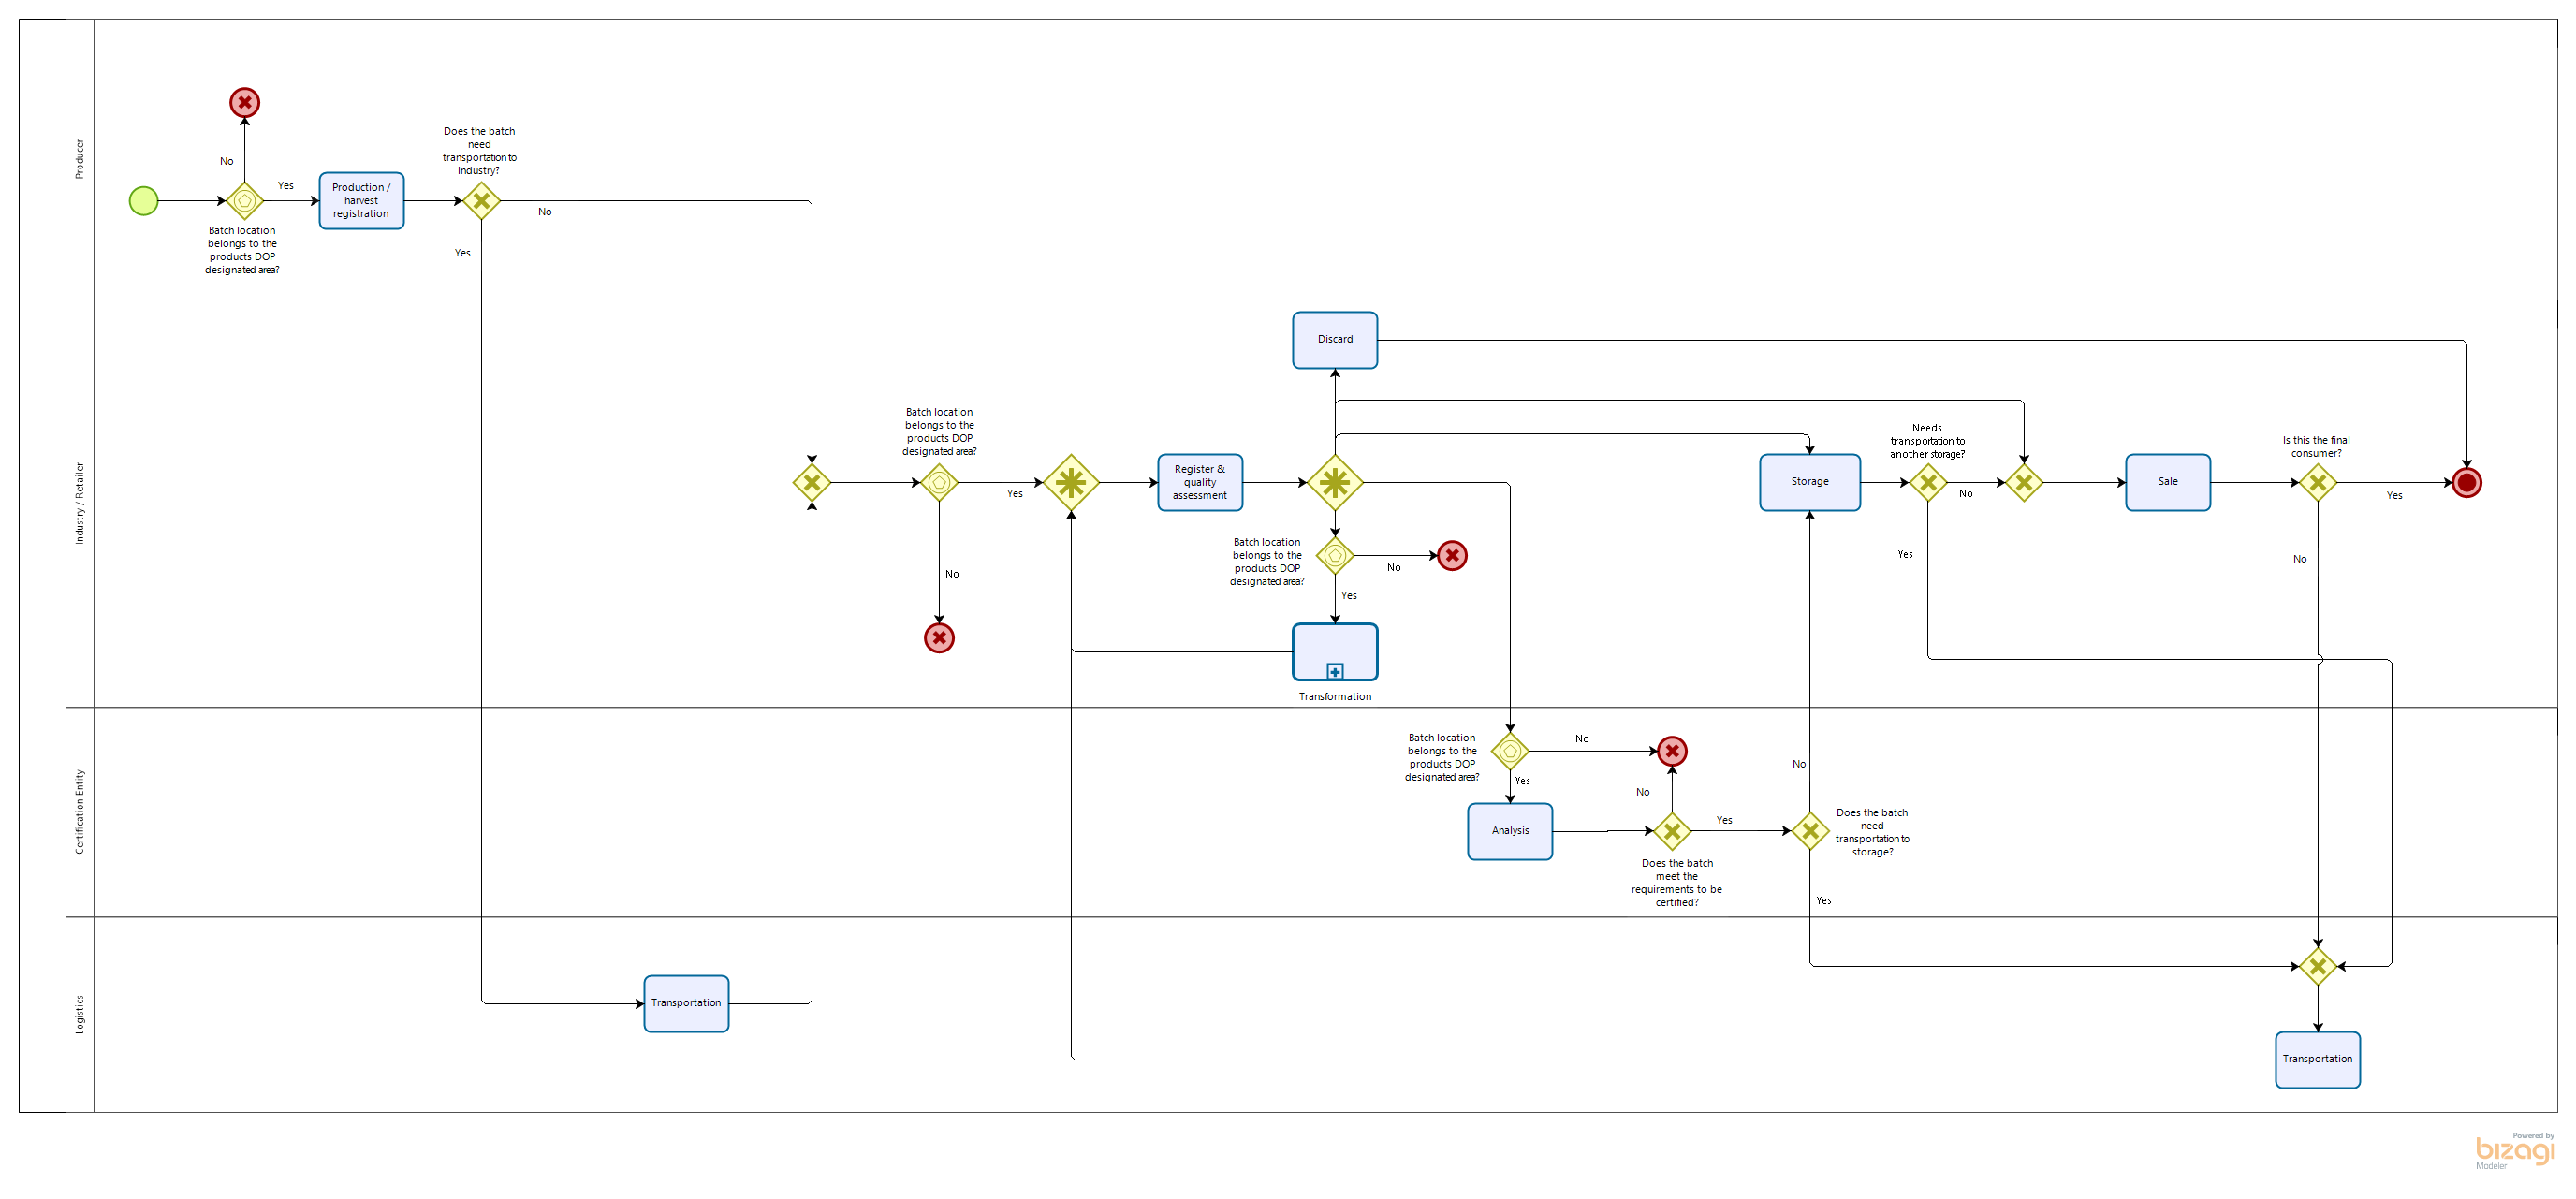 Producer
No
Yes
Batch location
belongs to the
products DOP
designated area?
Production /
harvest
registration
Does the batch
need
transportation to
Industry?
No
Yes
Industry / Retailer
Batch location
belongs to the
products DOP
designated area?
Yes
No
Register &
quality
assessment
Discard
Batch location
belongs to the
products DOP
designated area?
No
Yes
Transformation
Storage
Needs
transportation to
another storage?
No
Yes
Sale
Is this the final
consumer?
Yes
No
Certification Entity
Batch location
belongs to the
products DOP
designated area?
No
Yes
Analysis
No
Yes
Does the batch
meet the
requirements to be
certified?
No
Does the batch
need
transportation to
storage?
Yes
Logistics
Transportation
Transportation
Powered by
bizagi
Modeler